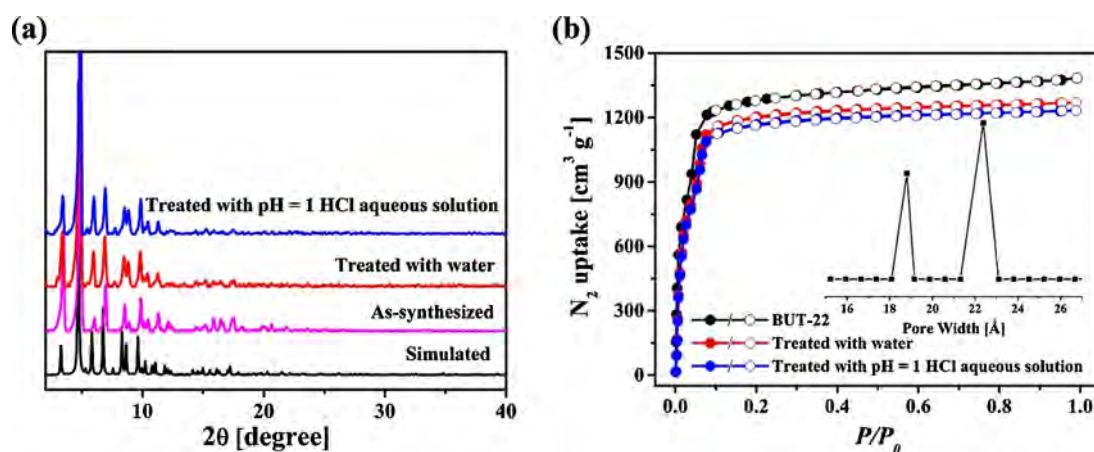 (a)
Treated with pH = 1 HCl aqueous solution
Treated with water
As-synthesized
Simulated
10 20 30 40
2θ [degree]
(b)
1500
1200
900
600
300
0
N₂ uptake [cm³ g⁻¹]
16 18 20 22 24 26
Pore Width [Å]
BUT-22
Treated with water
Treated with pH = 1 HCl aqueous solution
0.0 0.2 0.4 0.6 0.8 1.0
P/P₀